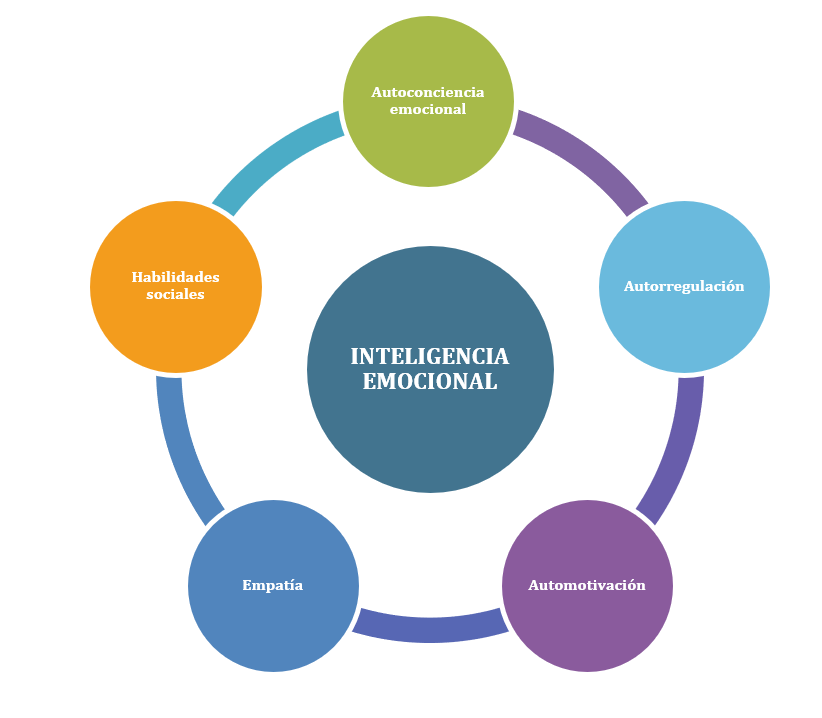 Autoconciencia
emocional
Habilidades
sociales
Autorregulación
INTELIGENCIA
EMOCIONAL
Empatía
Automotivación